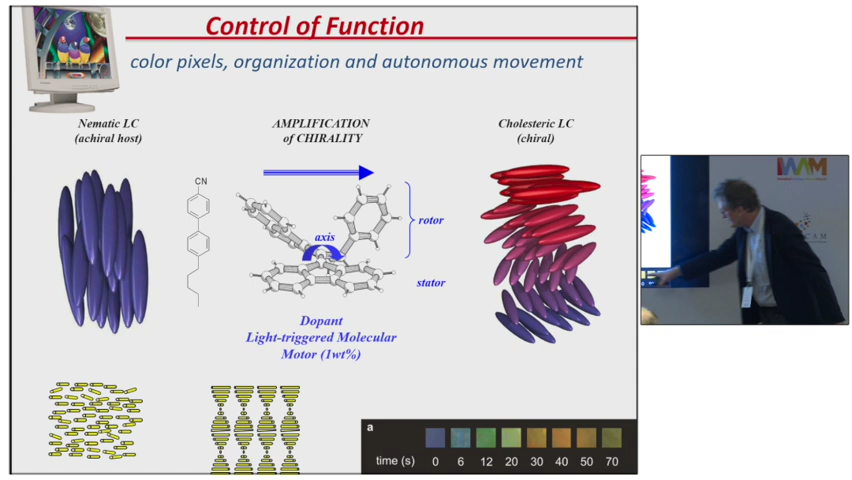 Control of Function
color pixels, organization and autonomous movement
Nematic LC
(achiral host)
AMPLIFICATION
of CHIRALITY
Cholesteric LC
(chiral)
CN
axis
rotor
stator
Dopant
Light-triggered Molecular
Motor (1wt%)
a
time (s) 0 6 12 20 30 40 50 70